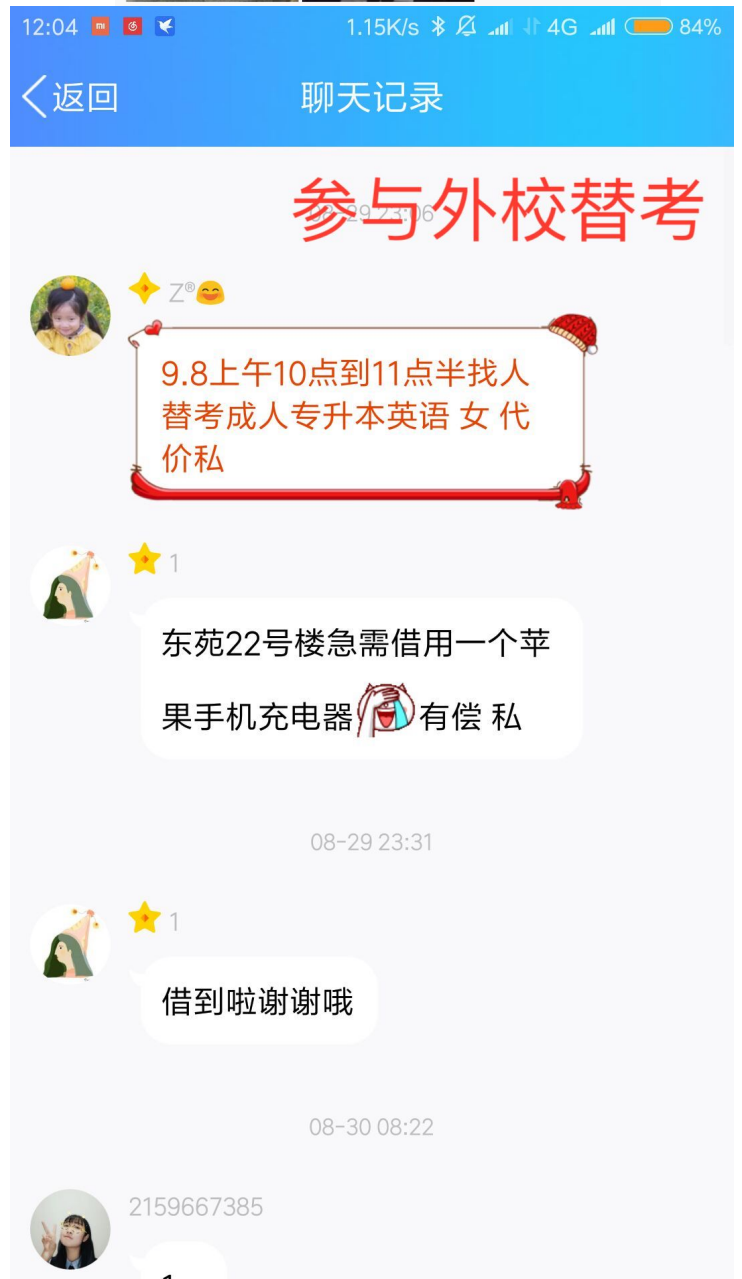 12:04 1.15K/s 4G 84%
返回 聊天记录
参与外校替考
08-29 23:06
Z®
9.8上午10点到11点半找人
替考成人专升本英语 女 代
价私
1
东苑22号楼急需借用一个苹
果手机充电器 有偿 私
08-29 23:31
1
借到啦谢谢哦
08-30 08:22
2159667385